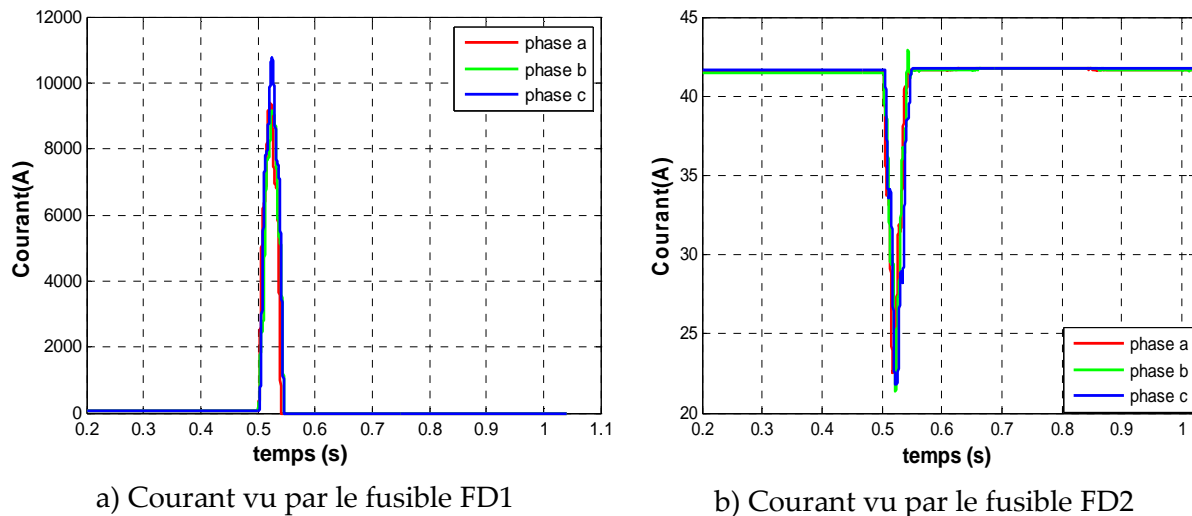 12000
10000
8000
6000
4000
2000
0
Courant(A)
0.2 0.3 0.4 0.5 0.6 0.7 0.8 0.9 1 1.1
temps (s)
phase a
phase b
phase c
a) Courant vu par le fusible FD1
45
40
35
30
25
20
Courant(A)
0.2 0.3 0.4 0.5 0.6 0.7 0.8 0.9 1
temps (s)
phase a
phase b
phase c
b) Courant vu par le fusible FD2